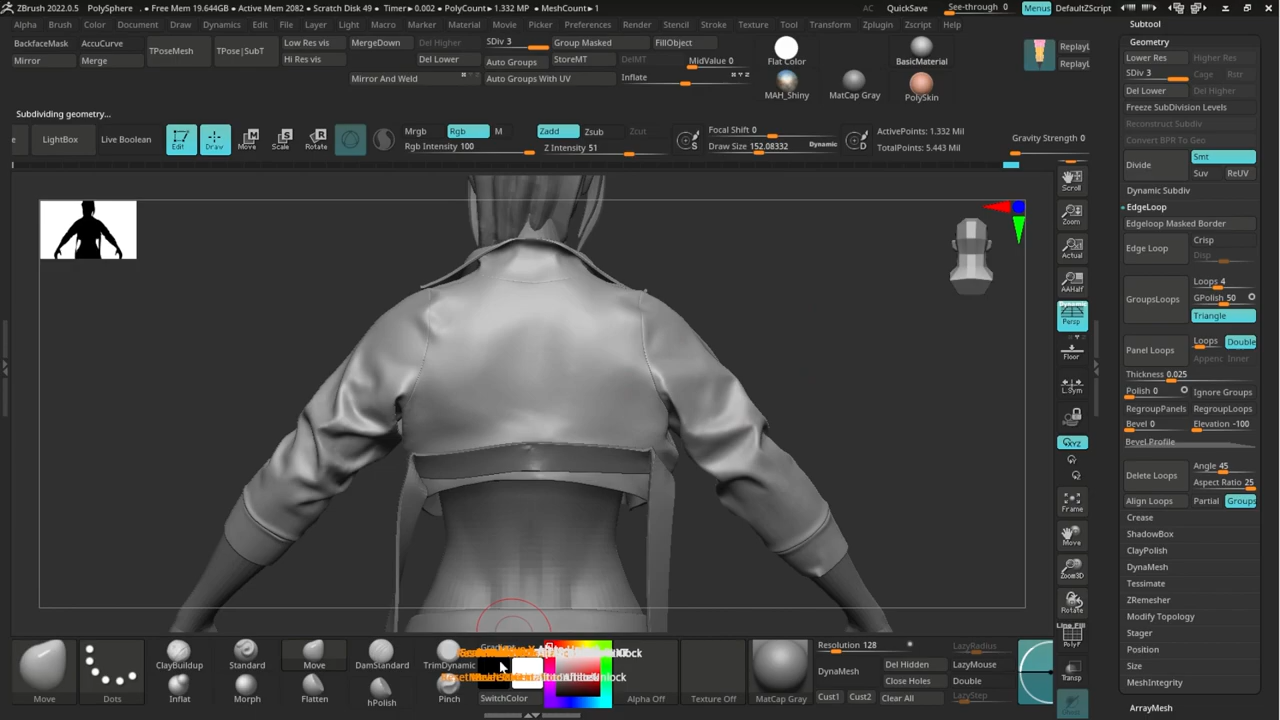 ZBrush 2022.0.5 PolySphere . • Free Mem 19.644GB • Active Mem 2082 • Scratch Disk 49 • Timer▸0.002 • PolyCount▸1.332 MP • MeshCount▸1 AC QuickSave See-through 0 Menus DefaultZScript
Alpha Brush Color Document Draw Dynamics Edit File Layer Light Macro Marker Material Movie Picker Preferences Render Stencil Stroke Texture Tool Transform Zplugin Zscript Help
BackfaceMask AccuCurve
Mirror Merge
TPoseMesh TPose|SubT
Low Res vis MergeDown Del Higher SDiv 3 Group Masked FillObject
Hi Res vis Del Lower Auto Groups StoreMT DelMT MidValue 0
Mirror And Weld Auto Groups With UV Inflate
Flat Color BasicMaterial
MAH_Shiny MatCap Gray PolySkin
ReplayL
ReplayL
Subdividing geometry...
LightBox Live Boolean Edit Draw Move Scale Rotate
Mrgb Rgb M Zadd Zsub Zcut
Rgb Intensity 100 Z Intensity 51
S Focal Shift 0
Draw Size 152.08332 Dynamic
D ActivePoints: 1.332 Mil
TotalPoints: 5.443 Mil
Gravity Strength 0
Scroll
Zoom
Actual
AAHalf
Dynamic
Persp
Floor
L.Sym
XYZ
Frame
Move
Zoom3D
Rotate
Line Fill
PolyF
Transp
Subtool
Geometry
Lower Res Higher Res
SDiv 3 Cage Rstr
Del Lower Del Higher
Freeze SubDivision Levels
Reconstruct Subdiv
Convert BPR To Geo
Divide Smt
Suv ReUV
Dynamic Subdiv
EdgeLoop
Edgeloop Masked Border
Edge Loop Crisp
Disp
GroupsLoops Loops 4
GPolish 50
Triangle
Panel Loops Loops Double
Append Inner
Thickness 0.025
Polish 0 Ignore Groups
RegroupPanels RegroupLoops
Bevel 0 Elevation -100
Bevel Profile
Delete Loops Angle 45
Aspect Ratio 25
Align Loops Partial Groups
Crease
ShadowBox
ClayPolish
DynaMesh
Tessimate
ZRemesher
Modify Topology
Stager
Position
Size
MeshIntegrity
ArrayMesh
Move Dots
ClayBuildup Standard Move DamStandard TrimDynamic
Inflat Morph Flatten hPolish Pinch
SwitchColor
Alpha Off Texture Off MatCap Gray
Resolution 128
DynaMesh Del Hidden
Close Holes
Cust1 Cust2 Clear All
LazyRadius
LazyMouse
Double
LazyStep